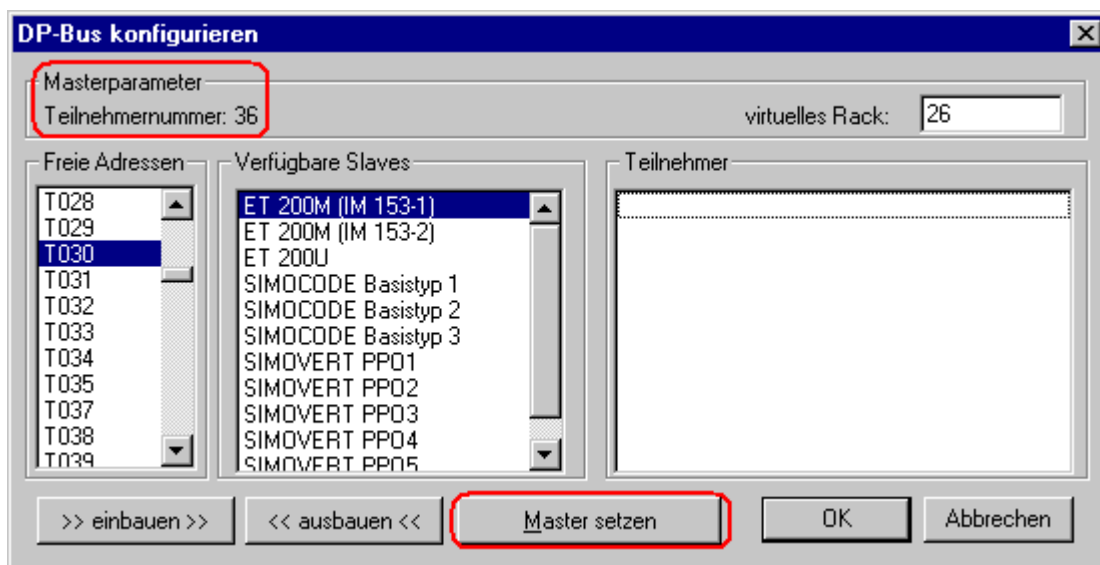 DP-Bus konfigurieren
Masterparameter
Teilnehmernummer: 36
virtuelles Rack: 26
Freie Adressen
T028
T029
T030
T031
T032
T033
T034
T035
T037
T038
T039
Verfügbare Slaves
ET 200M (IM 153-1)
ET 200M (IM 153-2)
ET 200U
SIMOCODE Basistyp 1
SIMOCODE Basistyp 2
SIMOCODE Basistyp 3
SIMOVERT PPO1
SIMOVERT PPO2
SIMOVERT PPO3
SIMOVERT PPO4
SIMOVERT PPO5
Teilnehmer
>> einbauen >>
<< ausbauen <<
Master setzen
OK
Abbrechen